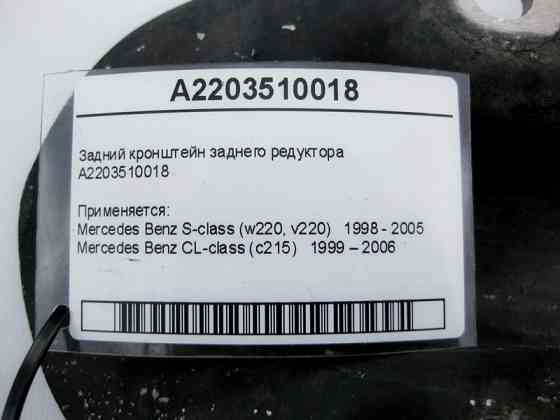 A2203510018
Задний кронштейн заднего редуктора
A2203510018
Применяется:
Mercedes Benz S-class (w220, v220) 1998 - 2005
Mercedes Benz CL-class (c215) 1999 – 2006